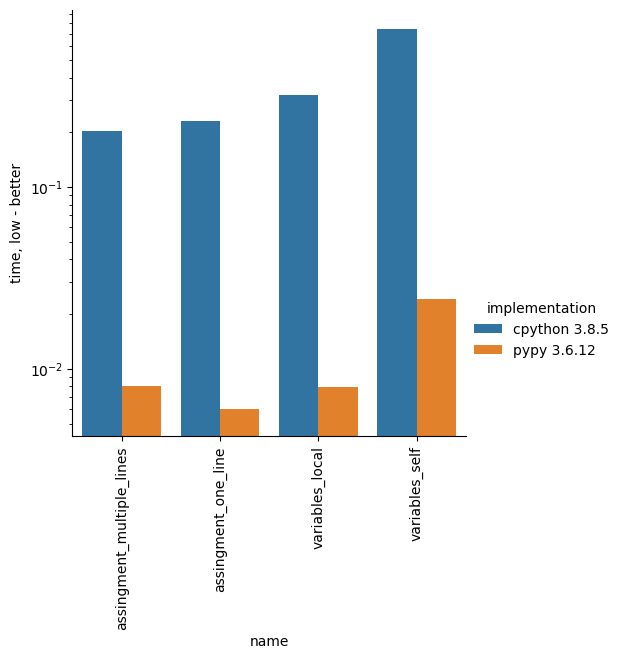 time, low - better
10⁻¹
10⁻²
assingment_multiple_lines
assingment_one_line
variables_local
variables_self
name
implementation
cpython 3.8.5
pypy 3.6.12